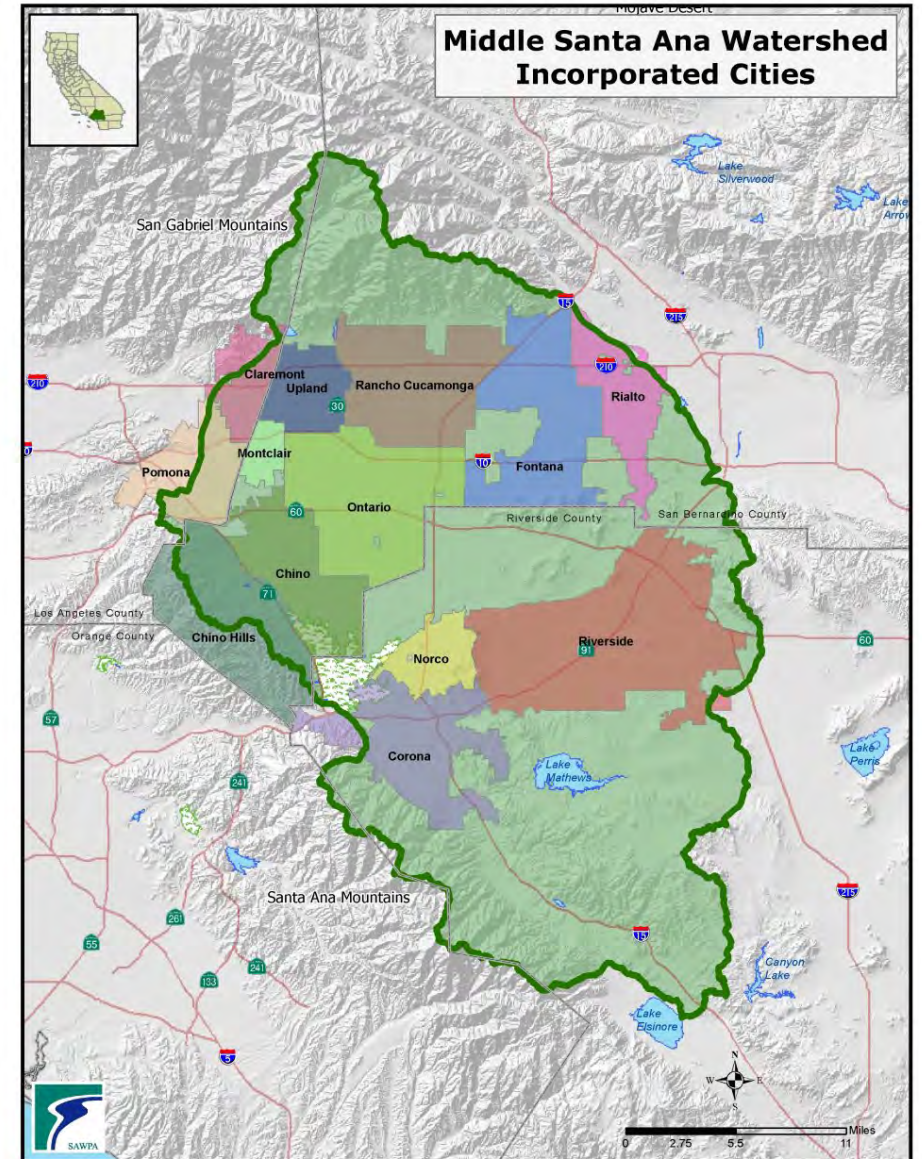 Mojave Desert
Middle Santa Ana Watershed
Incorporated Cities
Lake
Silverwood
Lake
San Gabriel Mountains
15
215
210
Claremont
Upland
Rancho Cucamonga
30
210
Rialto
Montclair
Pomona
10
Fontana
Ontario
60
Riverside County
San Bernardino County
Chino
71
Los Angeles County
Orange County
Chino Hills
Norco
Riverside
91
60
57
Corona
Lake
Mathews
Lake
Perris
241
Santa Ana Mountains
215
261
55
241
133
15
Canyon
Lake
Lake
Elsinore
5
N
W
E
S
SAWPA
Miles
0 2.75 5.5 11